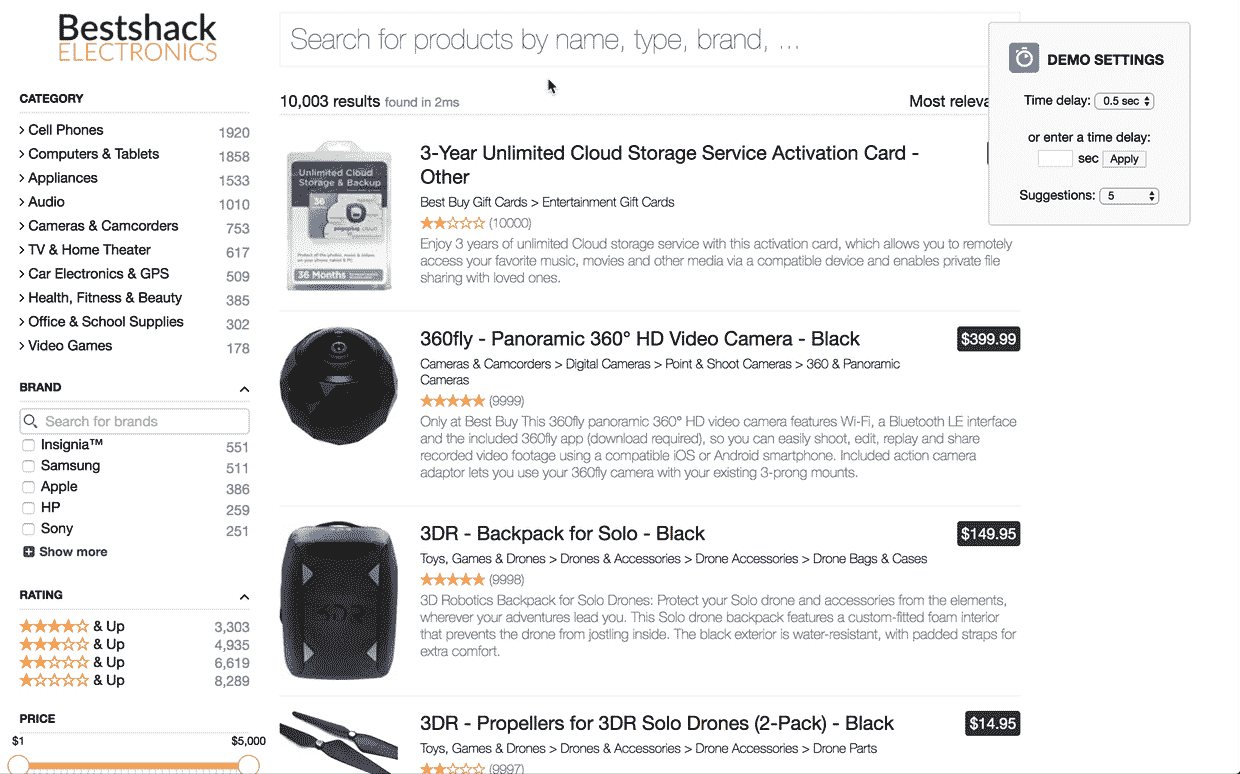 Bestshack
ELECTRONICS
Search for products by name, type, brand, ...
DEMO SETTINGS
Time delay: 0.5 sec
or enter a time delay:
sec Apply
Suggestions: 5
10,003 results found in 2ms
Most releva
CATEGORY
Cell Phones 1920
Computers & Tablets 1858
Appliances 1533
Audio 1010
Cameras & Camcorders 753
TV & Home Theater 617
Car Electronics & GPS 509
Health, Fitness & Beauty 385
Office & School Supplies 302
Video Games 178
BRAND
Search for brands
Insignia™ 551
Samsung 511
Apple 386
HP 259
Sony 251
Show more
RATING
& Up 3,303
& Up 4,935
& Up 6,619
& Up 8,289
PRICE
$1 $5,000
Unlimited Cloud
Storage & Backup
36
pogoplug cloud
36 Months
3-Year Unlimited Cloud Storage Service Activation Card -
Other
Best Buy Gift Cards > Entertainment Gift Cards
(10000)
Enjoy 3 years of unlimited Cloud storage service with this activation card, which allows you to remotely
access your favorite music, movies and other media via a compatible device and enables private file
sharing with loved ones.
360fly - Panoramic 360° HD Video Camera - Black
$399.99
Cameras & Camcorders > Digital Cameras > Point & Shoot Cameras > 360 & Panoramic
Cameras
(9999)
Only at Best Buy This 360fly panoramic 360° HD video camera features Wi-Fi, a Bluetooth LE interface
and the included 360fly app (download required), so you can easily shoot, edit, replay and share
recorded video footage using a compatible iOS or Android smartphone. Included action camera
adaptor lets you use your 360fly camera with your existing 3-prong mounts.
3DR
3DR - Backpack for Solo - Black
$149.95
Toys, Games & Drones > Drones & Accessories > Drone Accessories > Drone Bags & Cases
(9998)
3D Robotics Backpack for Solo Drones: Protect your Solo drone and accessories from the elements,
wherever your adventures lead you. This Solo drone backpack features a custom-fitted foam interior
that prevents the drone from jostling inside. The black exterior is water-resistant, with padded straps for
extra comfort.
3DR - Propellers for 3DR Solo Drones (2-Pack) - Black
$14.95
Toys, Games & Drones > Drones & Accessories > Drone Accessories > Drone Parts
(9997)